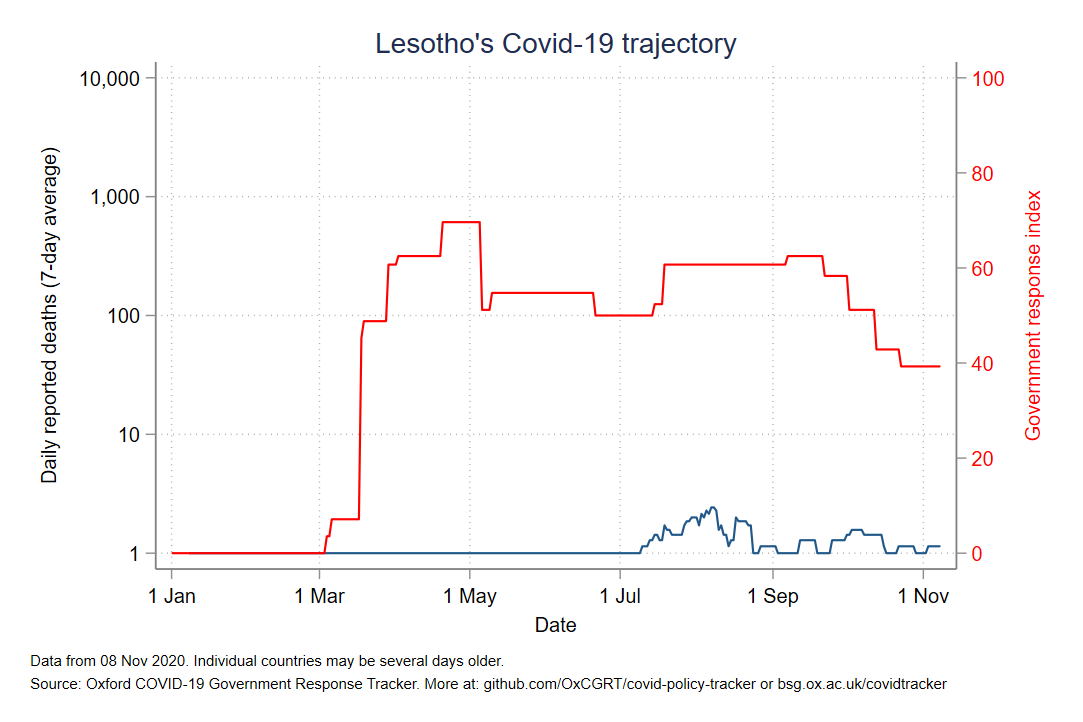 Lesotho's Covid-19 trajectory
10,000
1,000
100
10
1
Daily reported deaths (7-day average)
100
80
60
40
20
0
Government response index
1 Jan
1 Mar
1 May
1 Jul
1 Sep
1 Nov
Date
Data from 08 Nov 2020. Individual countries may be several days older.
Source: Oxford COVID-19 Government Response Tracker. More at: github.com/OxCGRT/covid-policy-tracker or bsg.ox.ac.uk/covidtracker